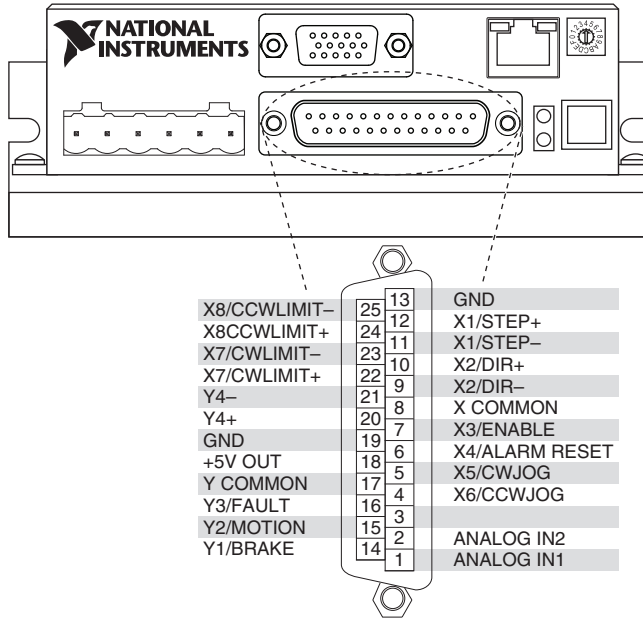 NATIONAL
INSTRUMENTS
X8/CCWLIMIT–
X8CCWLIMIT+
X7/CWLIMIT–
X7/CWLIMIT+
Y4–
Y4+
GND
+5V OUT
Y COMMON
Y3/FAULT
Y2/MOTION
Y1/BRAKE
25
24
23
22
21
20
19
18
17
16
15
14
13
12
11
10
9
8
7
6
5
4
3
2
1
GND
X1/STEP+
X1/STEP–
X2/DIR+
X2/DIR–
X COMMON
X3/ENABLE
X4/ALARM RESET
X5/CWJOG
X6/CCWJOG
ANALOG IN2
ANALOG IN1